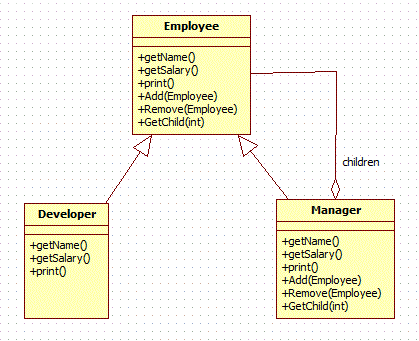 Employee
+getName()
+getSalary()
+print()
+Add(Employee)
+Remove(Employee)
+GetChild(int)
children
Developer
+getName()
+getSalary()
+print()
Manager
+getName()
+getSalary()
+print()
+Add(Employee)
+Remove(Employee)
+GetChild(int)